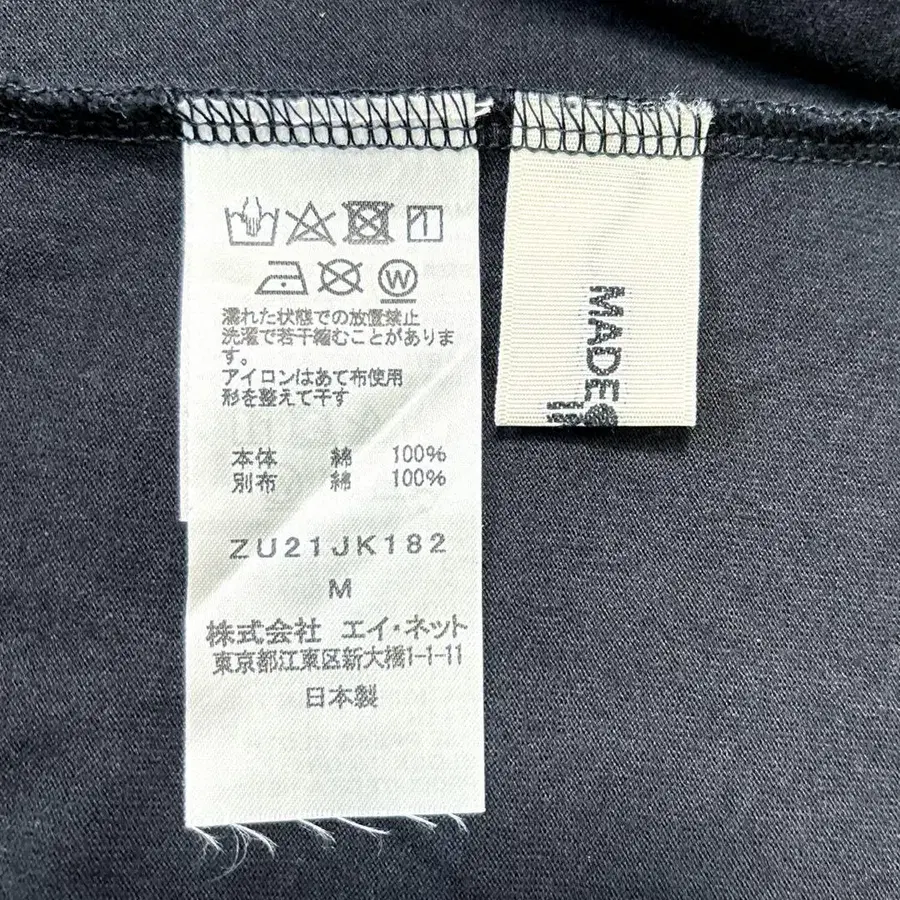 濡れた状態での放置禁止
洗濯で若干縮むことがありま
す。
アイロンはあて布使用
形を整えて干す
本体 綿 100%
別布 綿 100%
ZU21JK182
M
株式会社 エイ・ネット
東京都江東区新大橋1-1-11
日本製
MADE